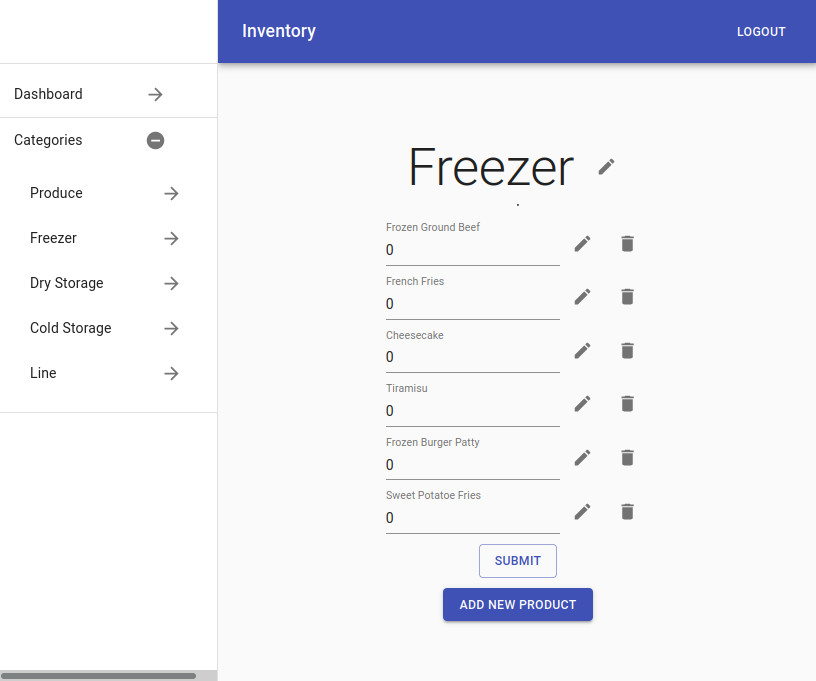 Inventory
LOGOUT
Dashboard
Categories
Produce
Freezer
Dry Storage
Cold Storage
Line
Freezer
.
Frozen Ground Beef
0
French Fries
0
Cheesecake
0
Tiramisu
0
Frozen Burger Patty
0
Sweet Potatoe Fries
0
SUBMIT
ADD NEW PRODUCT